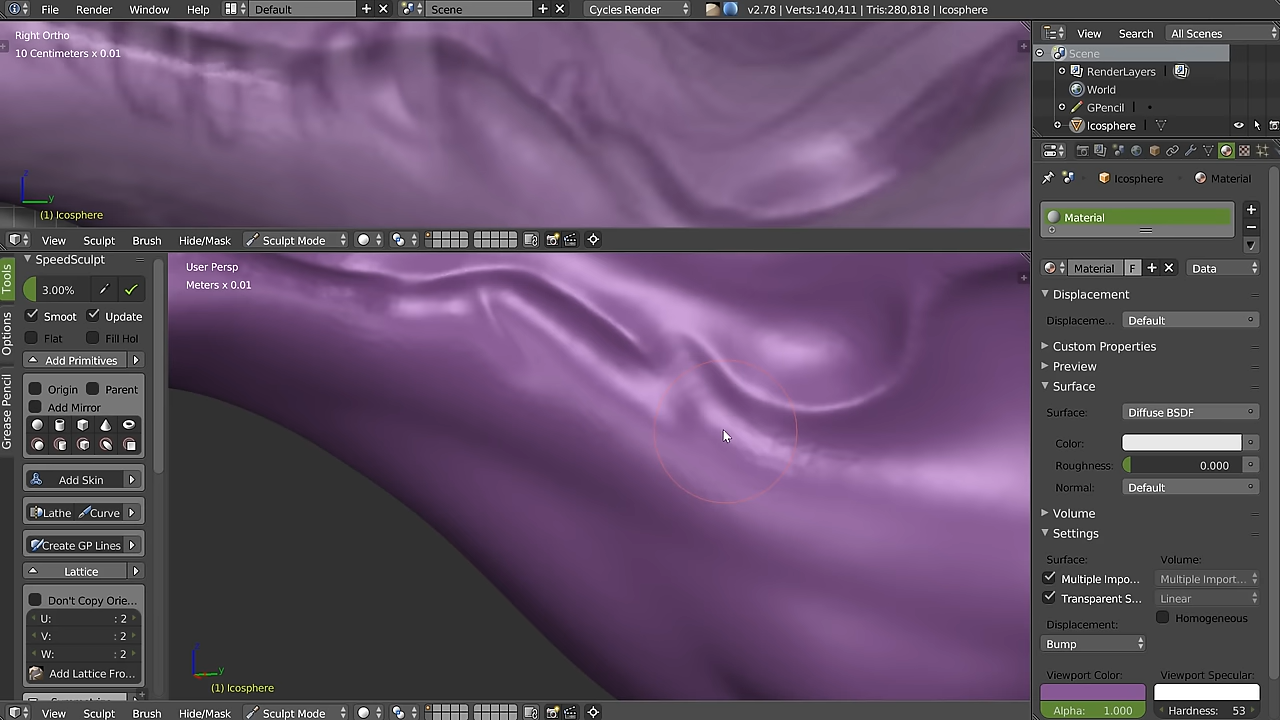 File Render Window Help Default Scene Cycles Render v2.78 | Verts:140,411 | Tris:280,818 | Icosphere
Right Ortho
10 Centimeters x 0.01
(1) Icosphere
View Sculpt Brush Hide/Mask Sculpt Mode
Tools
Options
Grease Pencil
SpeedSculpt
3.00%
Smoot Update
Flat Fill Hol
Add Primitives
Origin Parent
Add Mirror
Add Skin
Lathe Curve
Create GP Lines
Lattice
Don't Copy Orie...
U: : 2
V: : 2
W: : 2
Add Lattice Fro...
User Persp
Meters x 0.01
(1) Icosphere
View Sculpt Brush Hide/Mask Sculpt Mode
View Search All Scenes
Scene
RenderLayers
World
GPencil
Icosphere
Icosphere Material
Material
Material F Data
Displacement
Displaceme... Default
Custom Properties
Preview
Surface
Surface: Diffuse BSDF
Color:
Roughness: 0.000
Normal: Default
Volume
Settings
Surface: Volume:
Multiple Impo... Multiple Import...
Transparent S... Linear
Homogeneous
Displacement:
Bump
Viewport Color: Viewport Specular:
Alpha: 1.000 Hardness: 53